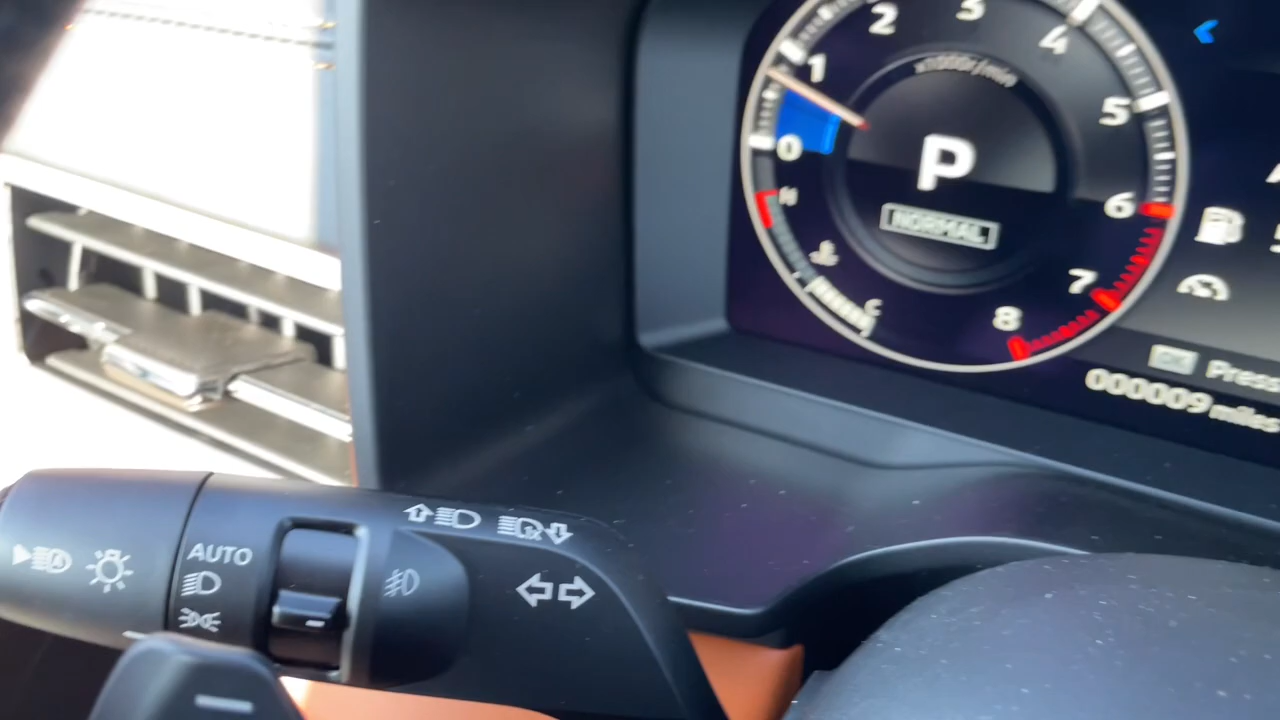 0
1
2
3
4
5
6
7
8
x1000r/min
P
NORMAL
H
C
OK Press
000009 miles
AUTO